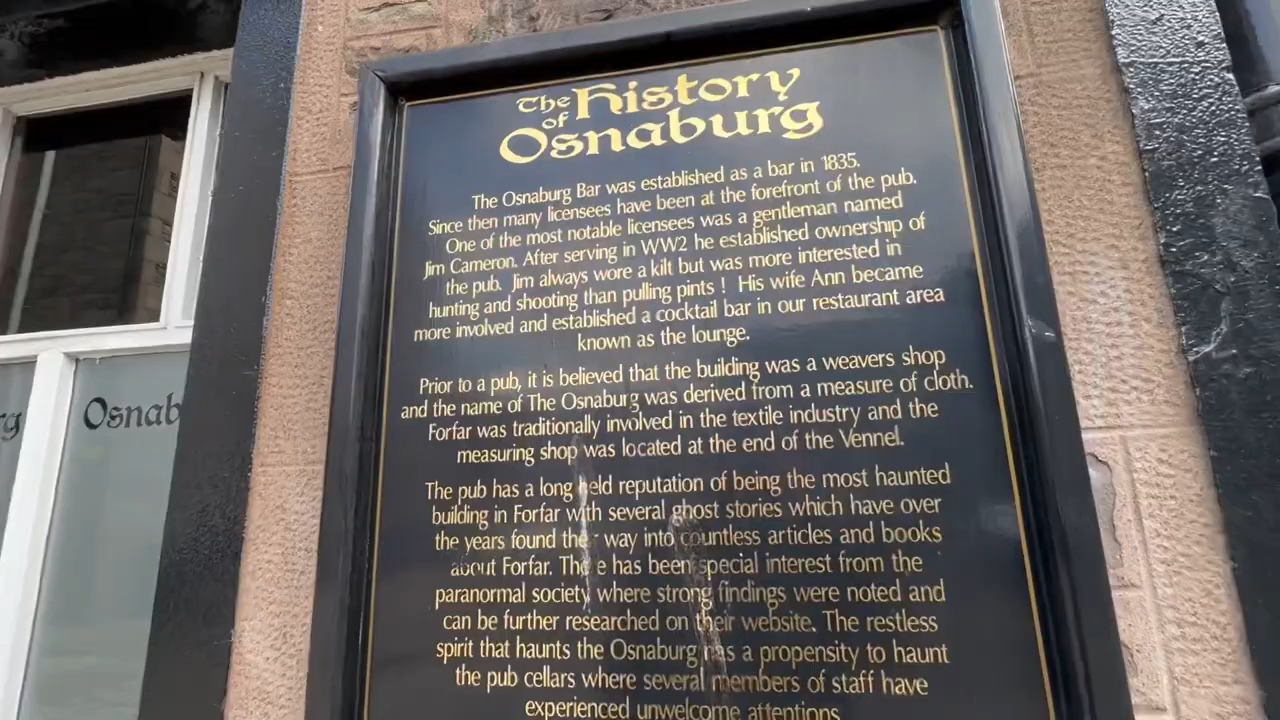 The History
of
Osnaburg
The Osnaburg Bar was established as a bar in 1835.
Since then many licensees have been at the forefront of the pub.
One of the most notable licensees was a gentleman named
Jim Cameron. After serving in WW2 he established ownership of
the pub. Jim always wore a kilt but was more interested in
hunting and shooting than pulling pints ! His wife Ann became
more involved and established a cocktail bar in our restaurant area
known as the lounge.
Prior to a pub, it is believed that the building was a weavers shop
and the name of The Osnaburg was derived from a measure of cloth.
Forfar was traditionally involved in the textile industry and the
measuring shop was located at the end of the Vennel.
The pub has a long held reputation of being the most haunted
building in Forfar with several ghost stories which have over
the years found their way into countless articles and books
about Forfar. There has been special interest from the
paranormal society where strong findings were noted and
can be further researched on their website. The restless
spirit that haunts the Osnaburg has a propensity to haunt
the pub cellars where several members of staff have
experienced unwelcome attentions
rg
Osnab